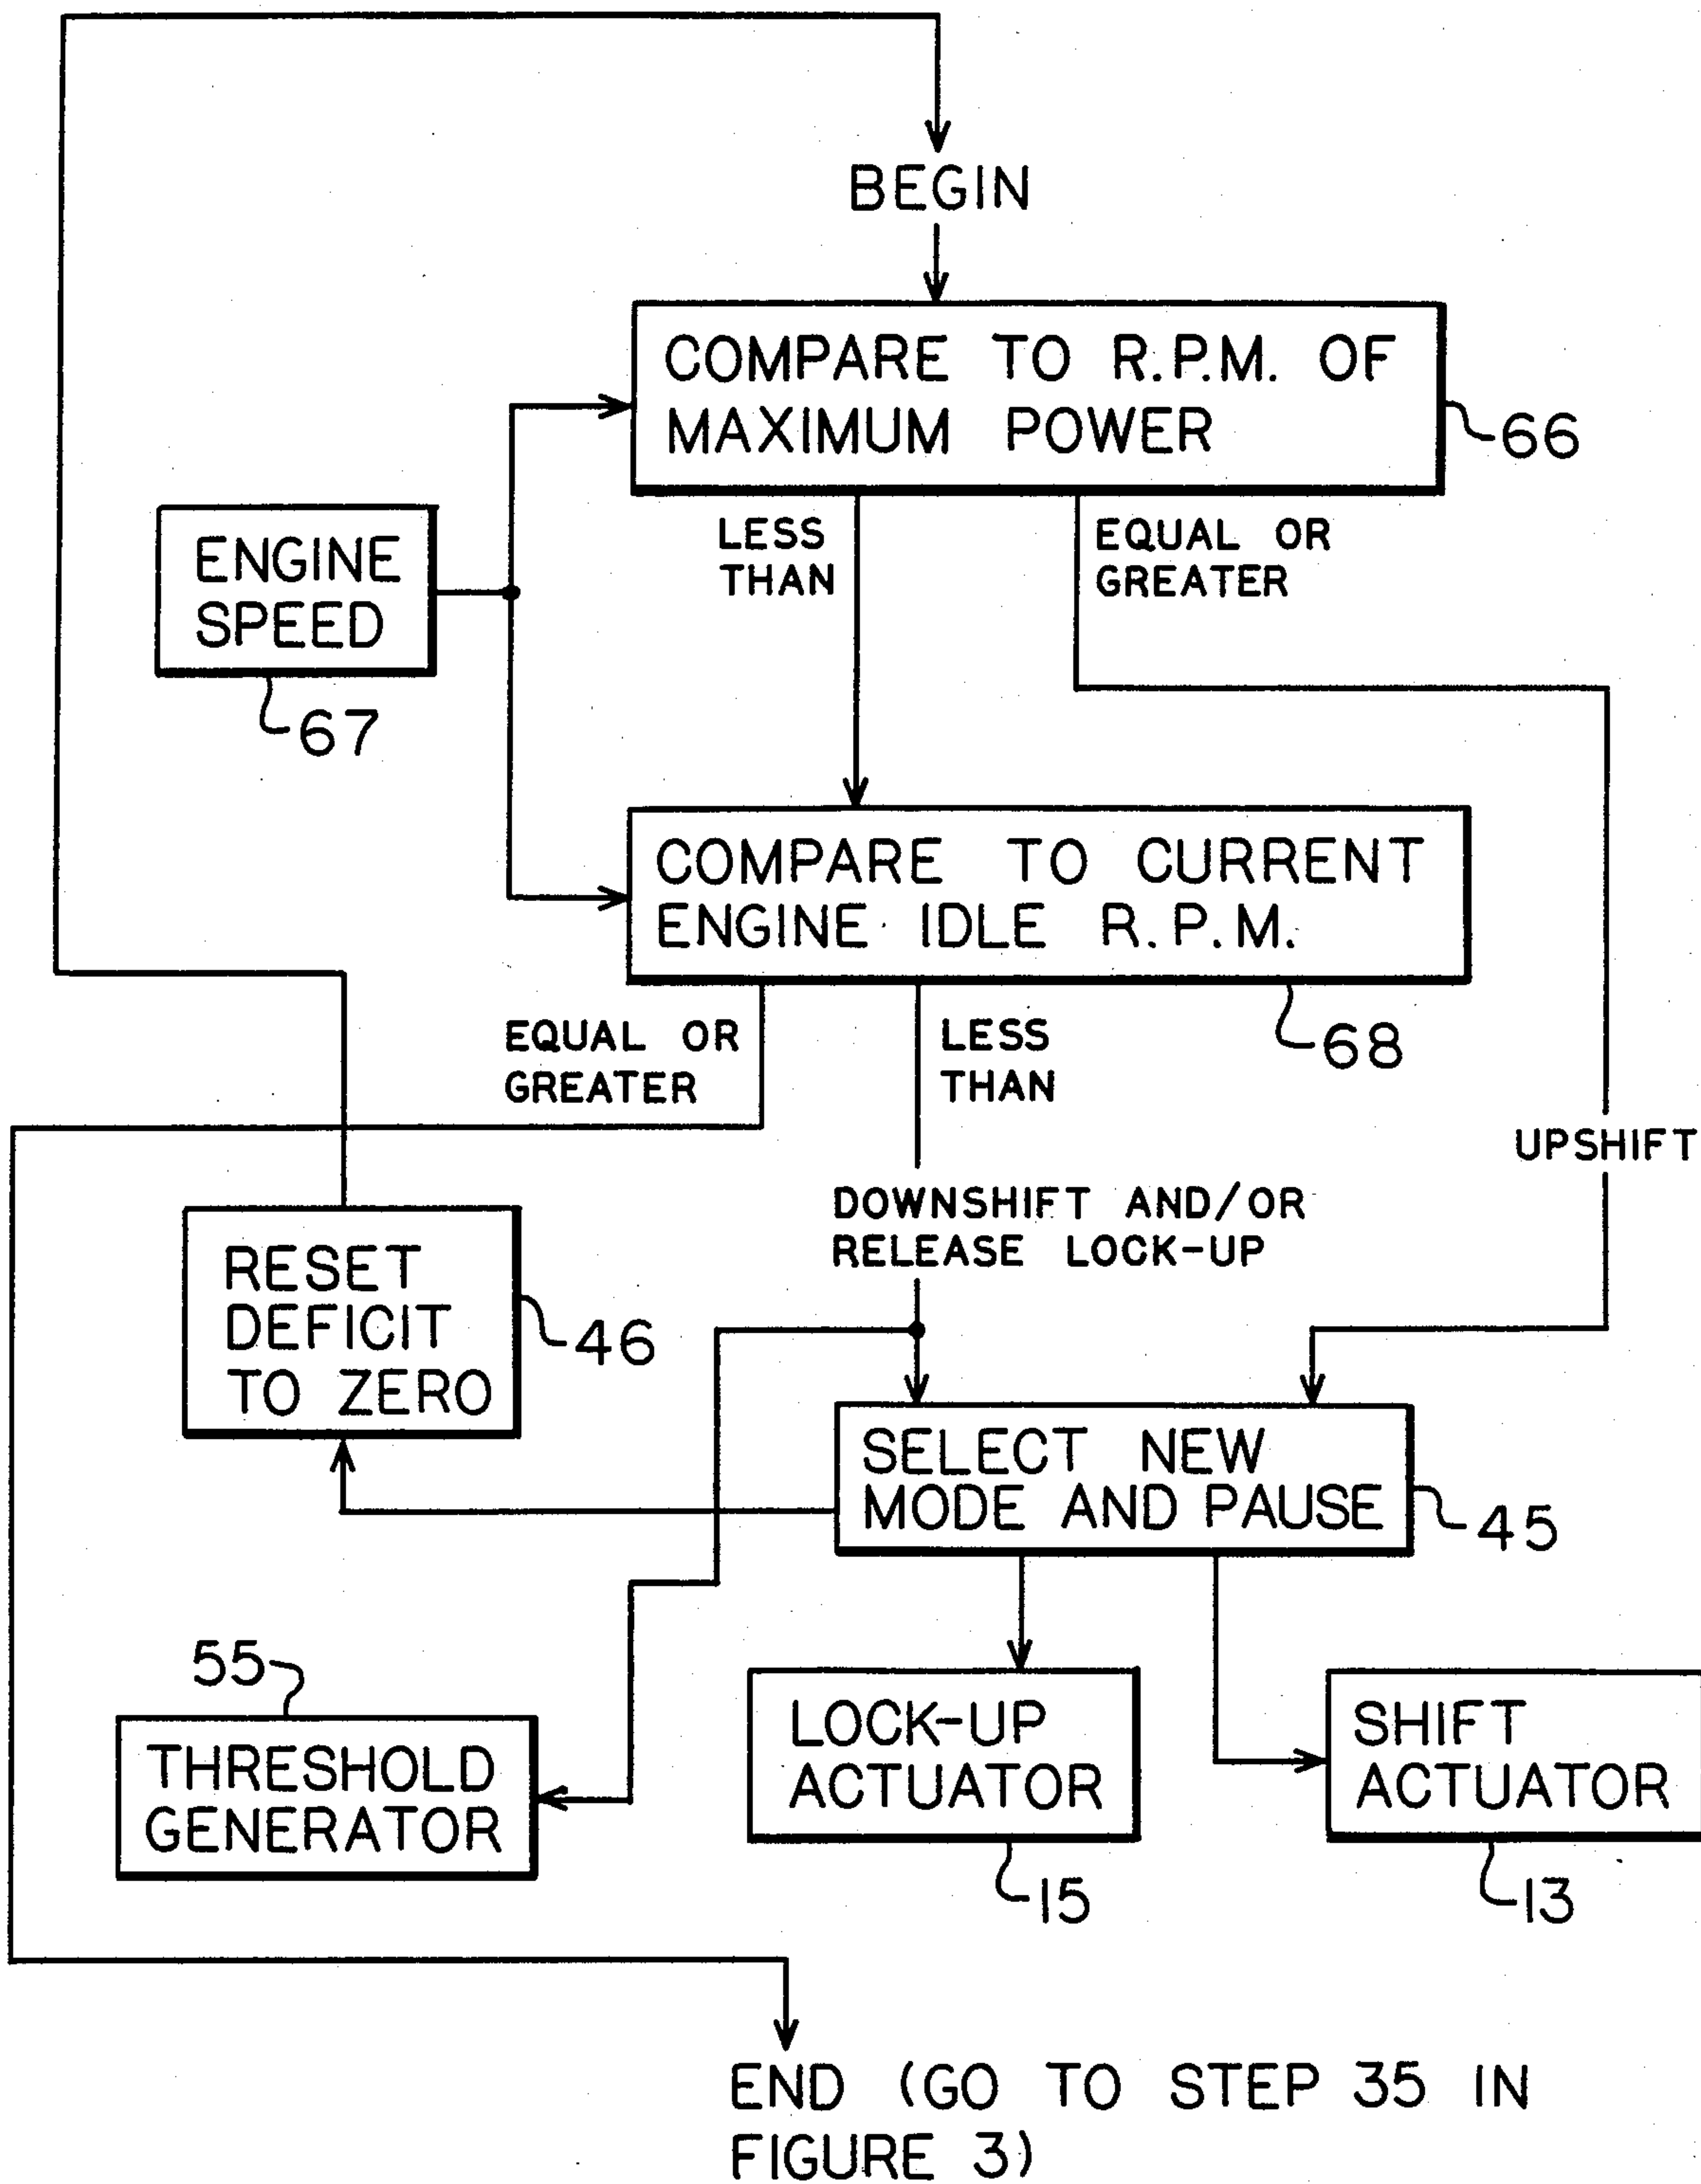 BEGIN
COMPARE TO R.P.M. OF
MAXIMUM POWER
66
LESS
THAN
EQUAL OR
GREATER
ENGINE
SPEED
67
COMPARE TO CURRENT
ENGINE IDLE R.P.M.
68
EQUAL OR
GREATER
LESS
THAN
UPSHIFT
DOWNSHIFT AND/OR
RELEASE LOCK-UP
RESET
DEFICIT
TO ZERO
46
SELECT NEW
MODE AND PAUSE
45
55
THRESHOLD
GENERATOR
LOCK-UP
ACTUATOR
15
SHIFT
ACTUATOR
13
END (GO TO STEP 35 IN
FIGURE 3)